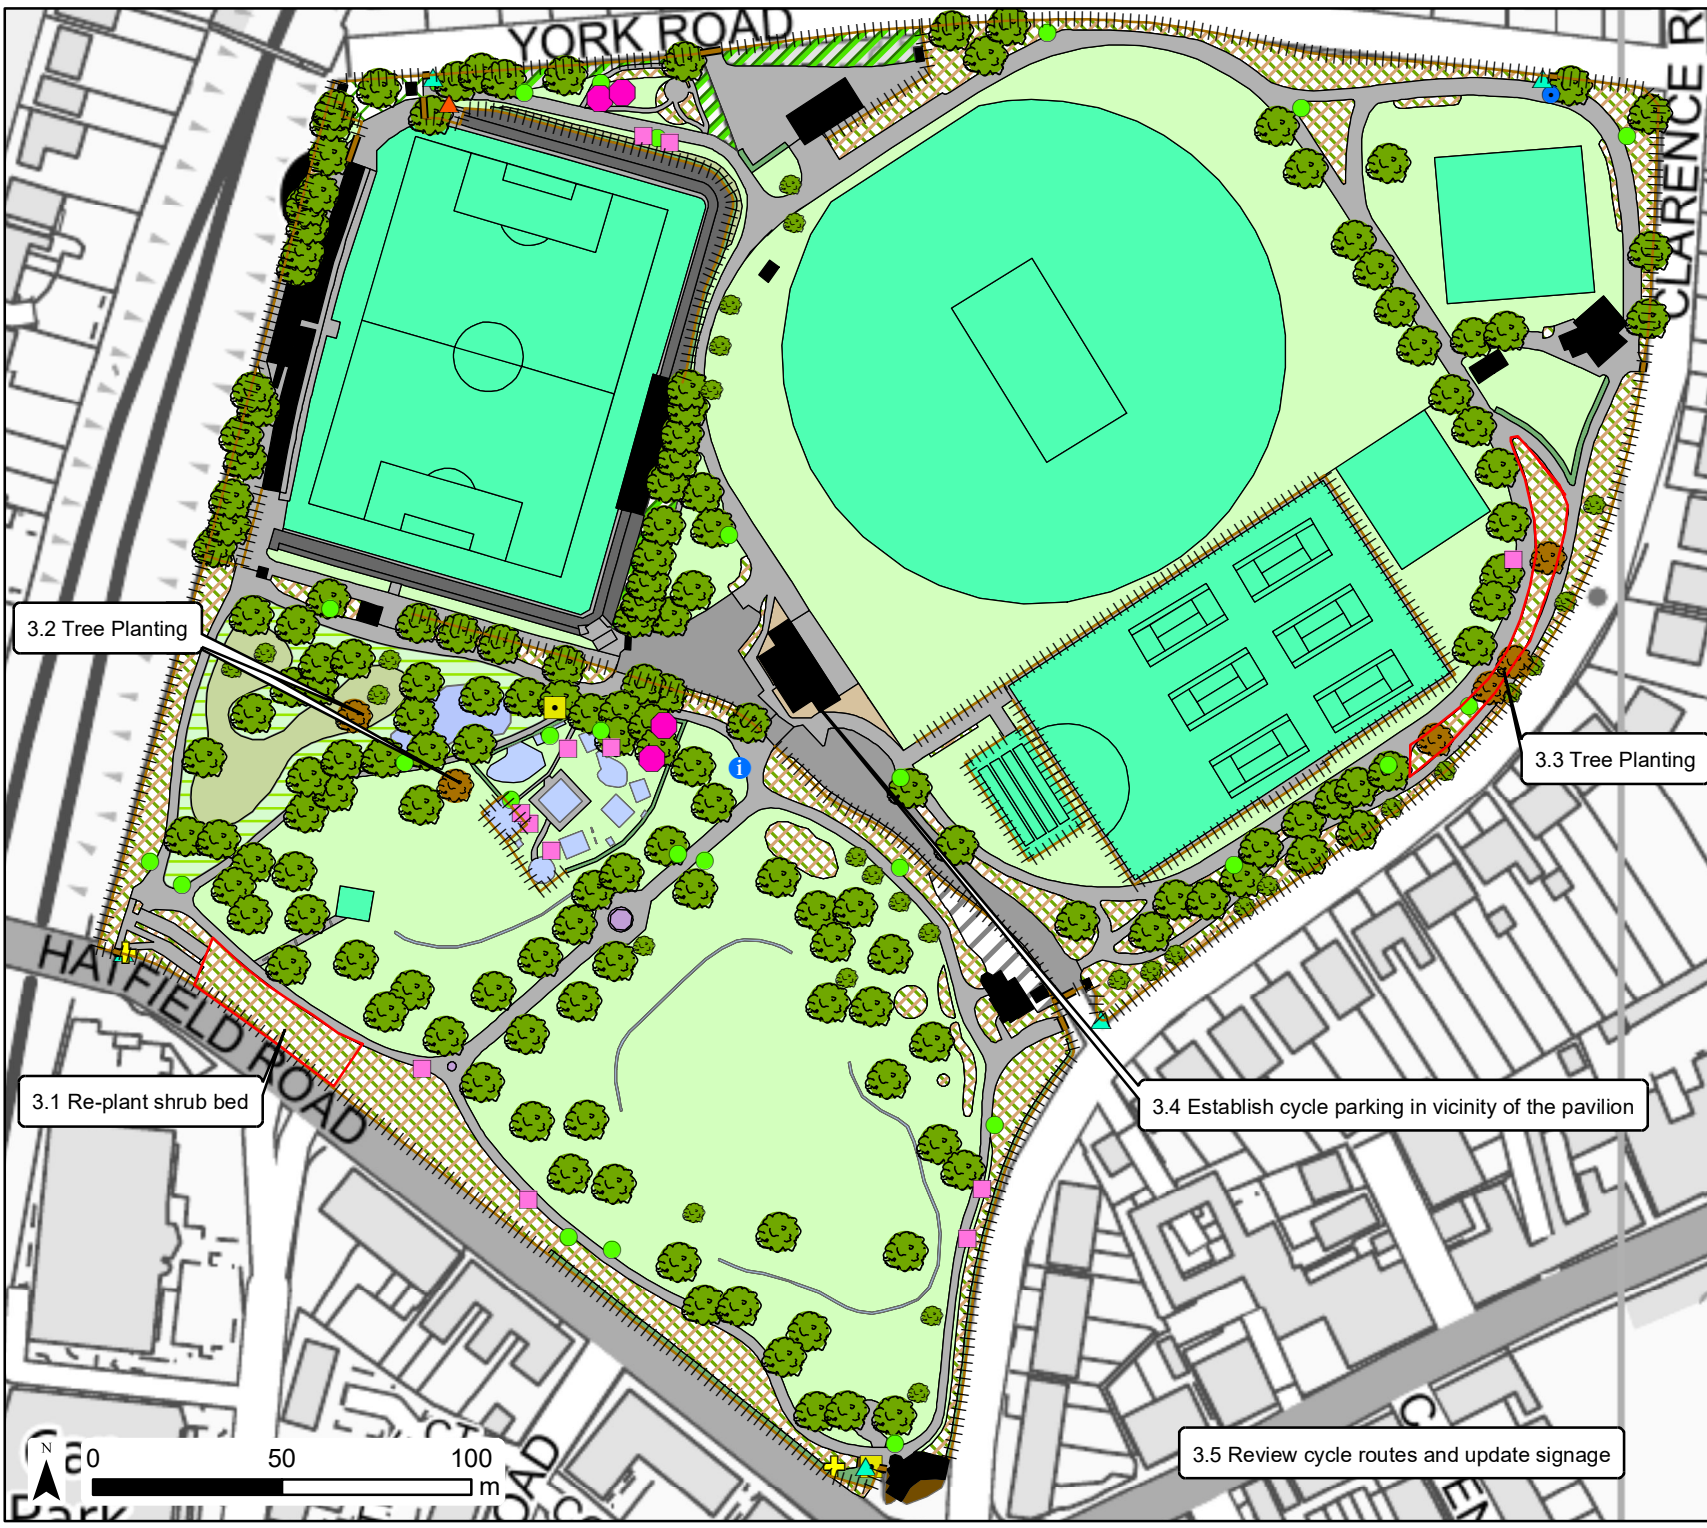 YORK ROAD
CLARENCE R
3.2 Tree Planting
i
3.3 Tree Planting
HATFIELD ROAD
3.1 Re-plant shrub bed
3.4 Establish cycle parking in vicinity of the pavilion
3.5 Review cycle routes and update signage
N
0 50 100
m
Park